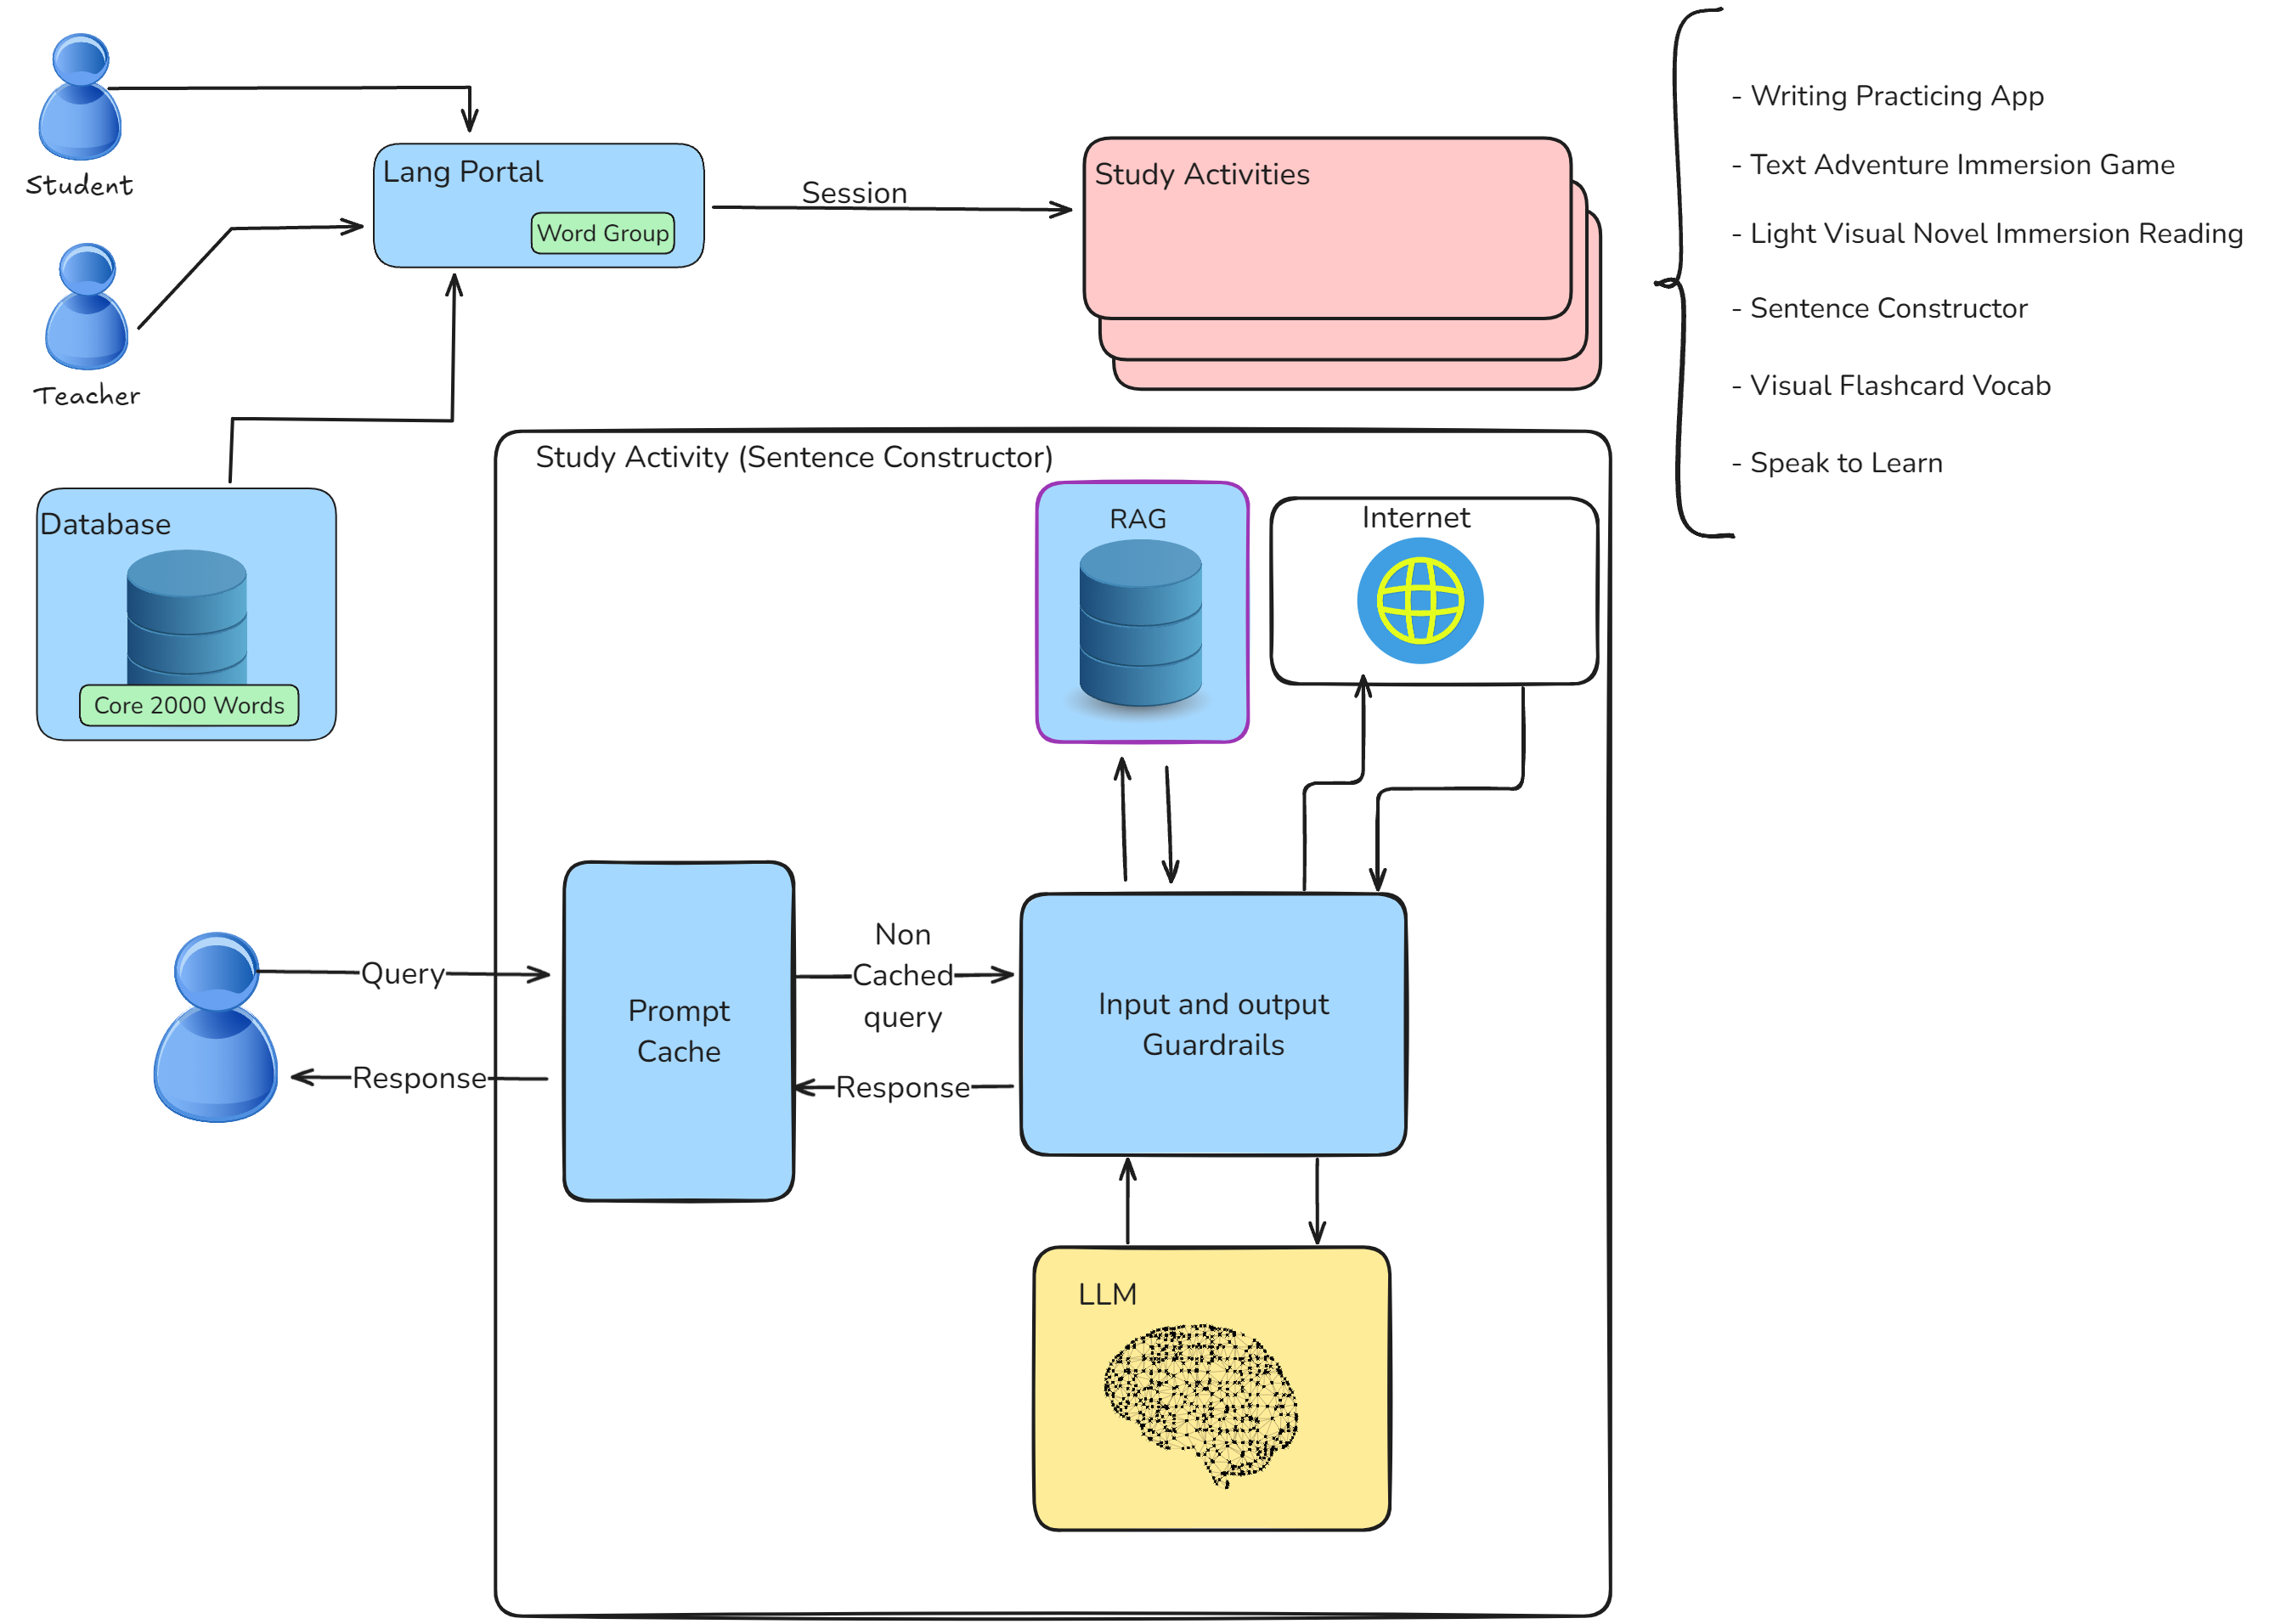 Student
Teacher
Lang Portal
Word Group
Session
Study Activities
- Writing Practicing App
- Text Adventure Immersion Game
- Light Visual Novel Immersion Reading
- Sentence Constructor
- Visual Flashcard Vocab
- Speak to Learn
Database
Core 2000 Words
Study Activity (Sentence Constructor)
RAG
Internet
Query
Response
Prompt
Cache
Non
Cached
query
Response
Input and output
Guardrails
LLM